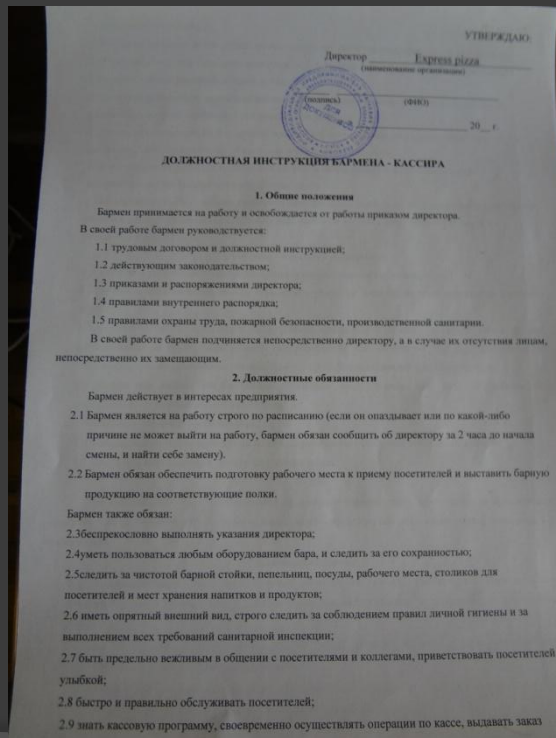 УТВЕРЖДАЮ:
Директор Express pizza
(наименование организации)
(подпись) (ФИО)
20 г.
ДОЛЖНОСТНАЯ ИНСТРУКЦИЯ БАРМЕНА - КАССИРА
1. Общие положения
Бармен принимается на работу и освобождается от работы приказом директора.
В своей работе бармен руководствуется:
1.1 трудовым договором и должностной инструкцией;
1.2 действующим законодательством;
1.3 приказами и распоряжениями директора;
1.4 правилами внутреннего распорядка;
1.5 правилами охраны труда, пожарной безопасности, производственной санитарии.
В своей работе бармен подчиняется непосредственно директору, а в случае их отсутствия лицам,
непосредственно их замещающим.
2. Должностные обязанности
Бармен действует в интересах предприятия.
2.1 Бармен является на работу строго по расписанию (если он опаздывает или по какой-либо
причине не может выйти на работу, бармен обязан сообщить об директору за 2 часа до начала
смены, и найти себе замену).
2.2 Бармен обязан обеспечить подготовку рабочего места к приему посетителей и выставить барную
продукцию на соответствующие полки.
Бармен также обязан:
2.3беспрекословно выполнять указания директора;
2.4уметь пользоваться любым оборудованием бара, и следить за его сохранностью;
2.5следить за чистотой барной стойки, пепельниц, посуды, рабочего места, столиков для
посетителей и мест хранения напитков и продуктов;
2.6 иметь опрятный внешний вид, строго следить за соблюдением правил личной гигиены и за
выполнением всех требований санитарной инспекции;
2.7 быть предельно вежливым в общении с посетителями и коллегами, приветствовать посетителей
улыбкой;
2.8 быстро и правильно обслуживать посетителей;
2.9 знать кассовую программу, своевременно осуществлять операции по кассе, выдавать заказ